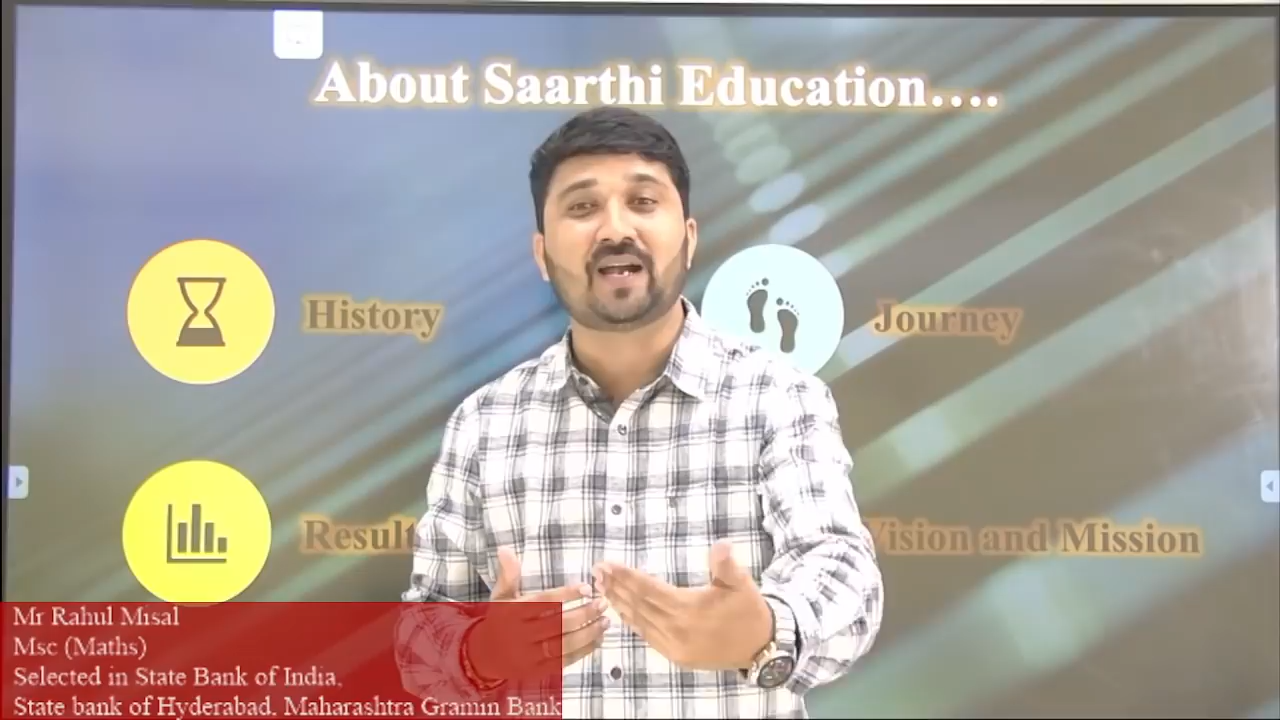 About Saarthi Education....
History
Journey
Result
Vision and Mission
Mr Rahul Misal
Msc (Maths)
Selected in State Bank of India,
State bank of Hyderabad. Maharashtra Gramin Bank